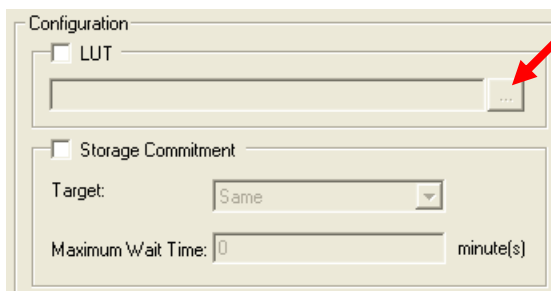 Configuration
LUT
...
Storage Commitment
Target: Same
Maximum Wait Time: 0 minute(s)